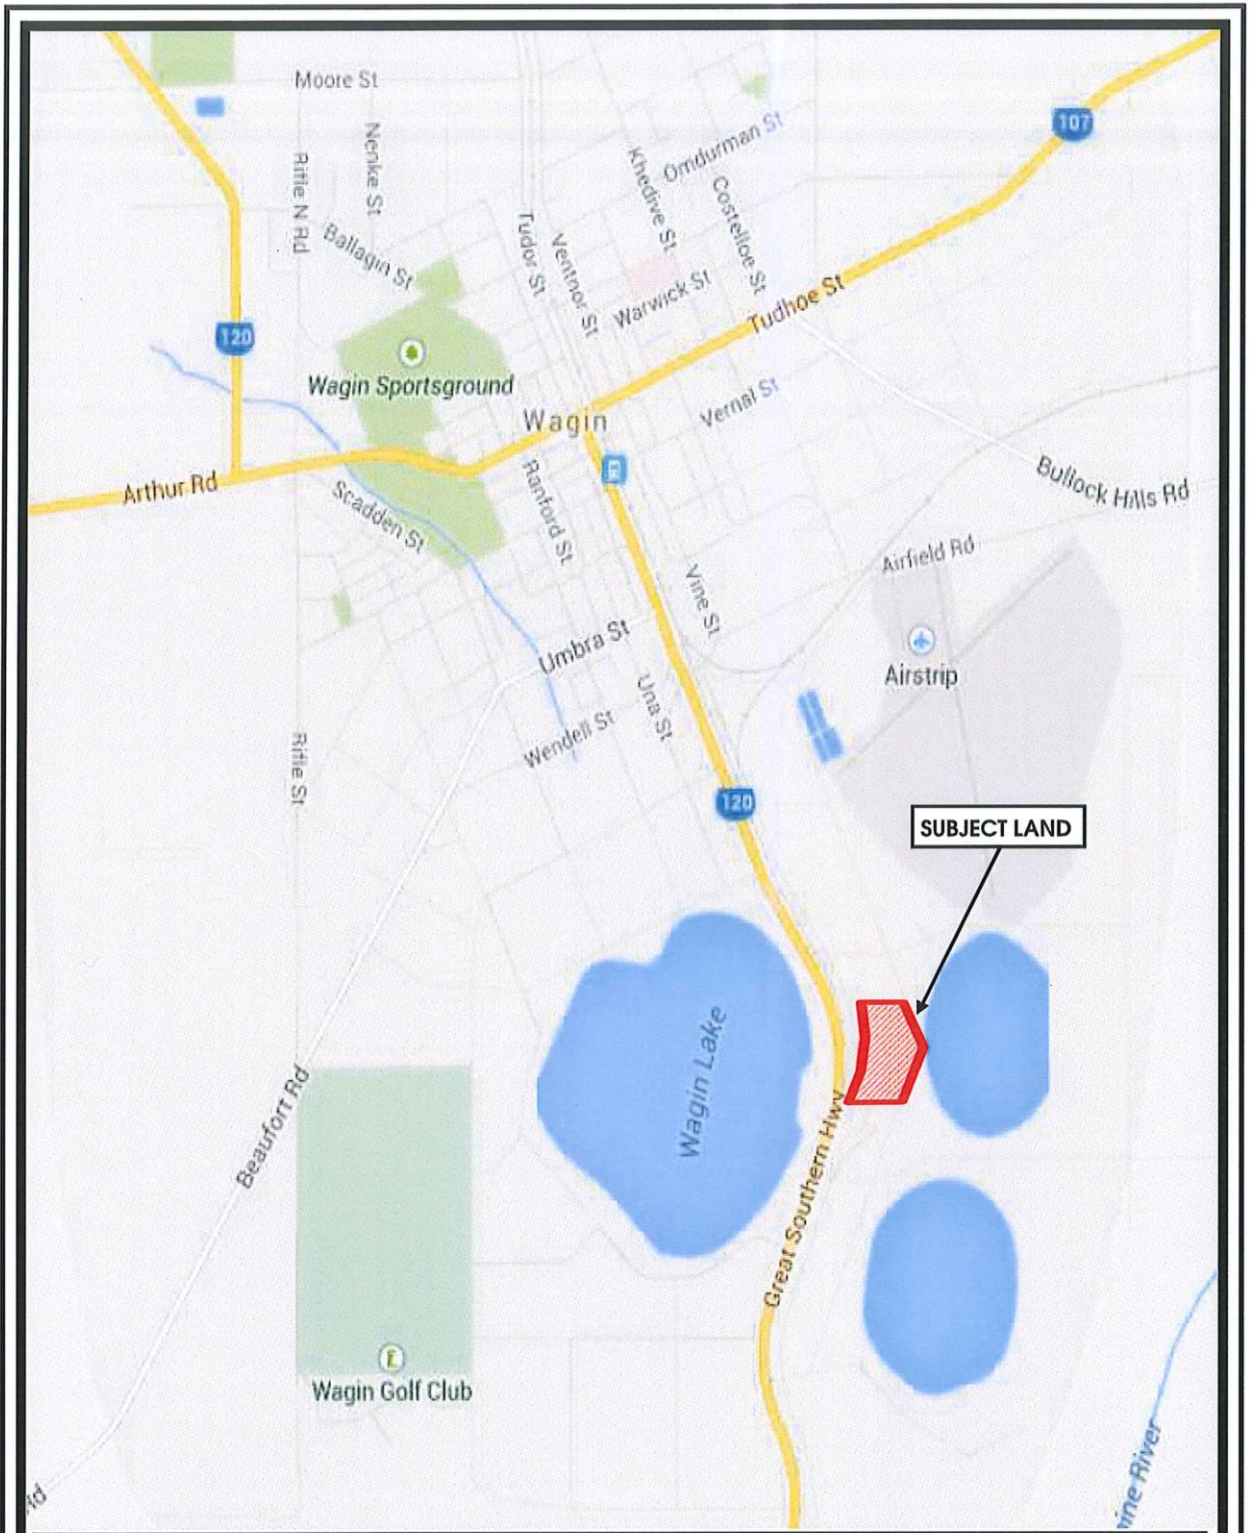 Moore St
107
Nenke St
Rifle N Rd
Omdurman St
Khedive St
Costelloe St
Ballagin St
Tudor St
Ventnor St
Warwick St
Tudhoe St
120
Wagin Sportsground
Wagin
Vernal St
Arthur Rd
Scadden St
Ranford St
Bullock Hills Rd
Airfield Rd
Vine St
Umbra St
Airstrip
Una St
Wendell St
Rifle St
120
SUBJECT LAND
Wagin Lake
Beaufort Rd
Great Southern Hwy
Wagin Golf Club
ine River
Rd